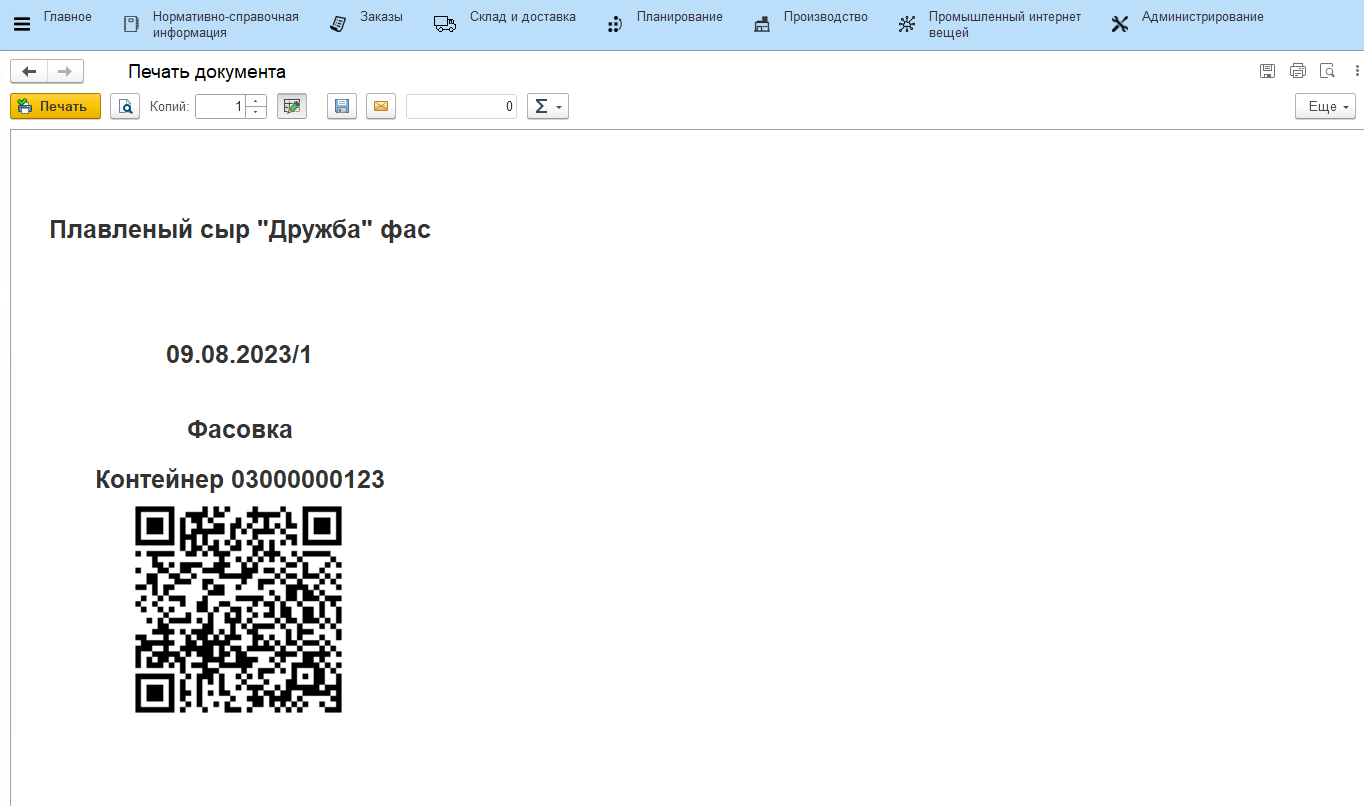 Главное
Нормативно-справочная
информация
Заказы
Склад и доставка
Планирование
Производство
Промышленный интернет
вещей
Администрирование
Печать документа
Печать
Копий:
1
0
Σ
Еще
Плавленый сыр "Дружба" фас
09.08.2023/1
Фасовка
Контейнер 03000000123